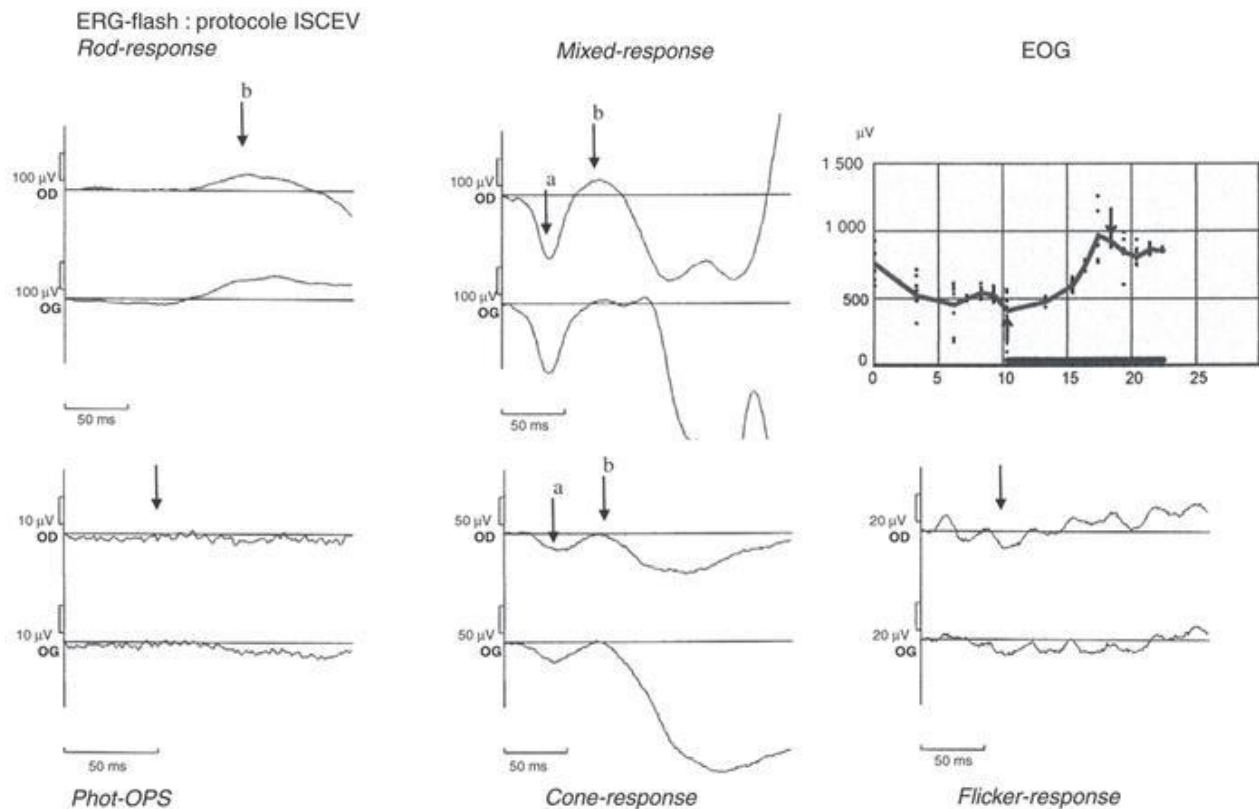 ERG-flash : protocole ISCEV
Rod-response
Mixed-response
EOG
b
100 µV
OD
100 µV
OG
50 ms
b
a
100 µV
OD
100 µV
OG
50 ms
µV
1 500
1 000
500
0
0 5 10 15 20 25
10 µV
OD
10 µV
OG
50 ms
Phot-OPS
b
a
50 µV
OD
50 µV
OG
50 ms
Cone-response
20 µV
OD
20 µV
OG
50 ms
Flicker-response